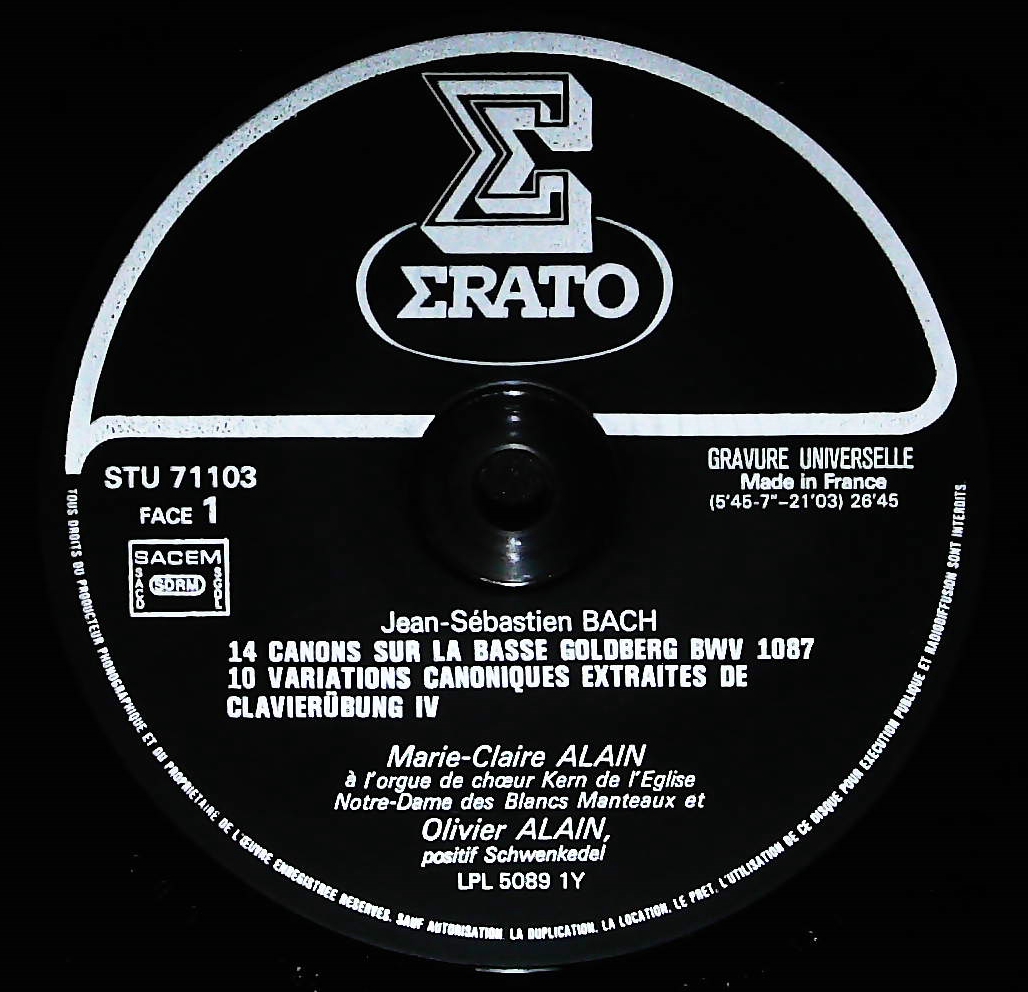 Σ
ΣRATO
STU 71103
FACE 1
SACEM
SACD
SDRM
SGDL
GRAVURE UNIVERSELLE
Made in France
(5'45-7"-21'03) 26'45
Jean-Sébastien BACH
14 CANONS SUR LA BASSE GOLDBERG BWV 1087
10 VARIATIONS CANONIQUES EXTRAITES DE
CLAVIERÜBUNG IV
Marie-Claire ALAIN
à l'orgue de chœur Kern de l'Eglise
Notre-Dame des Blancs Manteaux et
Olivier ALAIN,
positif Schwenkedel
LPL 5089 1Y
TOUS DROITS DU PRODUCTEUR PHONOGRAPHIQUE ET DU PROPRIETAIRE DE L'ŒUVRE ENREGISTREE RESERVES. SAUF AUTORISATION. LA DUPLICATION. LA LOCATION. LE PRET. L'UTILISATION DE CE DISQUE POUR EXECUTION PUBLIQUE ET RADIODIFFUSION SONT INTERDITS